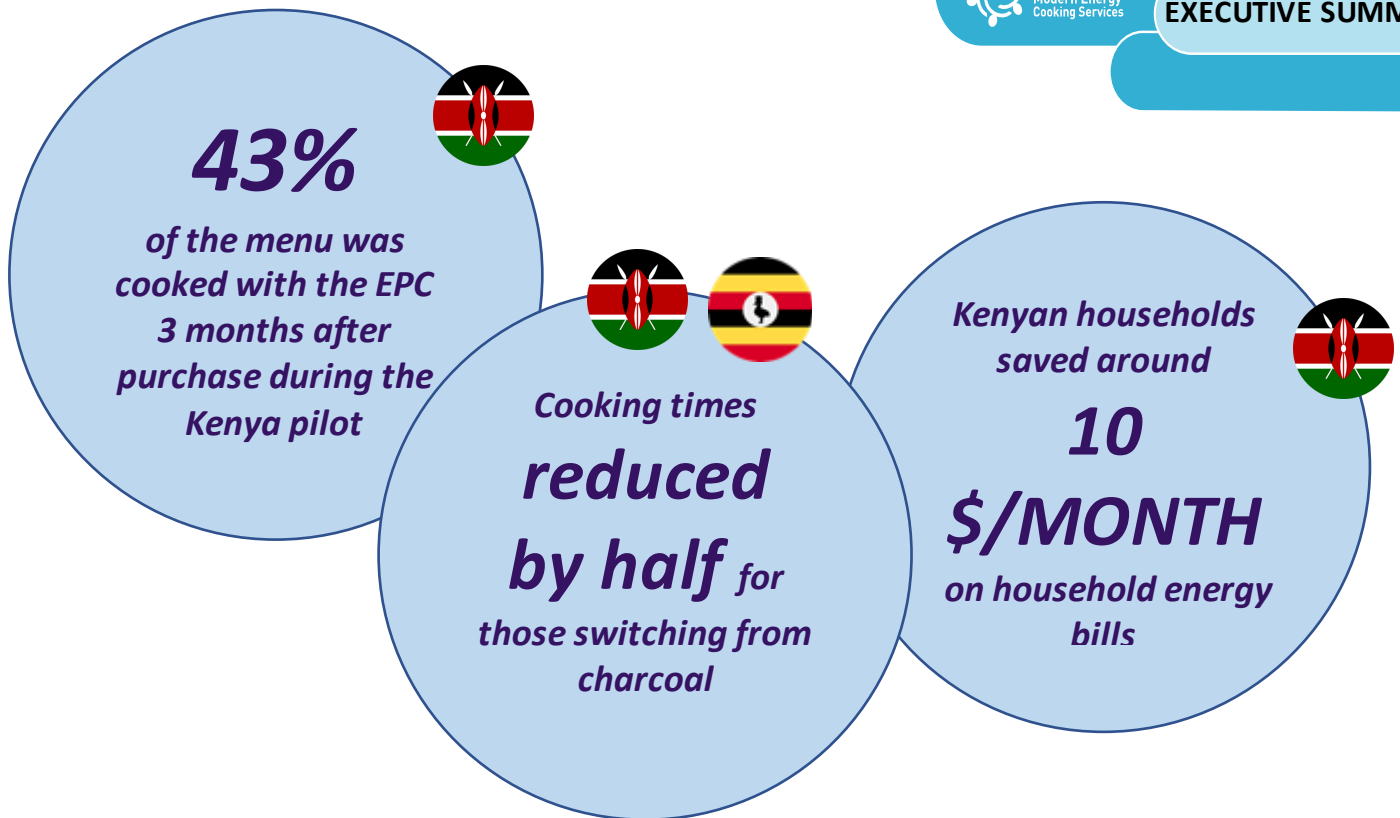 Modern Energy
Cooking Services
EXECUTIVE SUMM
43%
of the menu was
cooked with the EPC
3 months after
purchase during the
Kenya pilot
Cooking times
reduced
by half for
those switching from
charcoal
Kenyan households
saved around
10
$/MONTH
on household energy
bills